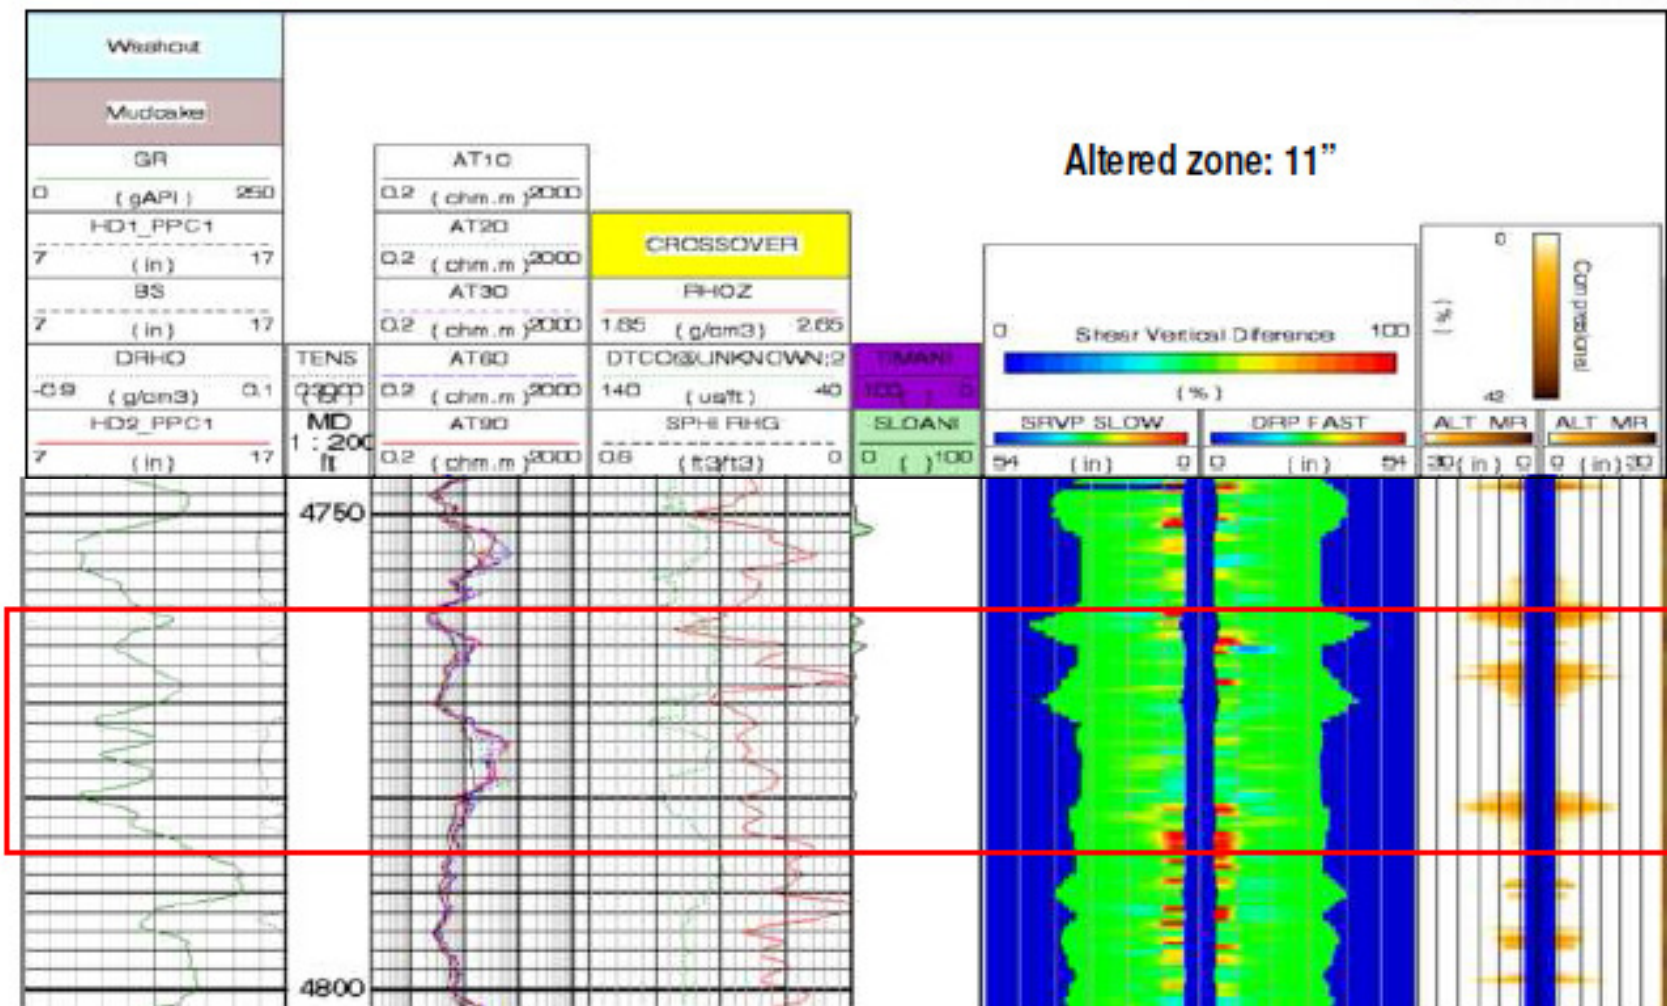 Washout
Mudcake
GR
0 (gAPI) 250
HD1_PPC1
7 (in) 17
BS
7 (in) 17
DRHO
-0.9 (g/cm3) 0.1
HD2_PPC1
7 (in) 17
TENS
MD
1 : 200
ft
AT10
0.2 (ohm.m) 2000
AT20
0.2 (ohm.m) 2000
AT30
0.2 (ohm.m) 2000
AT60
0.2 (ohm.m) 2000
AT90
0.2 (ohm.m) 2000
CROSSOVER
RHOZ
1.65 (g/cm3) 2.65
DTCO@UNKNOWN;2
140 (us/ft) 40
SPHI RHG
0.6 (ft3/ft3) 0
TIMANI
100 ( ) 0
SLOANI
0 ( ) 100
Altered zone: 11”
0 Shear Vertical Diference 100
(%)
SRVP SLOW
54 (in) 0
DRP FAST
0 (in) 54
0
(%)
Compresional
42
ALT MR
30 (in) 0
ALT MR
0 (in) 30
4750
4800